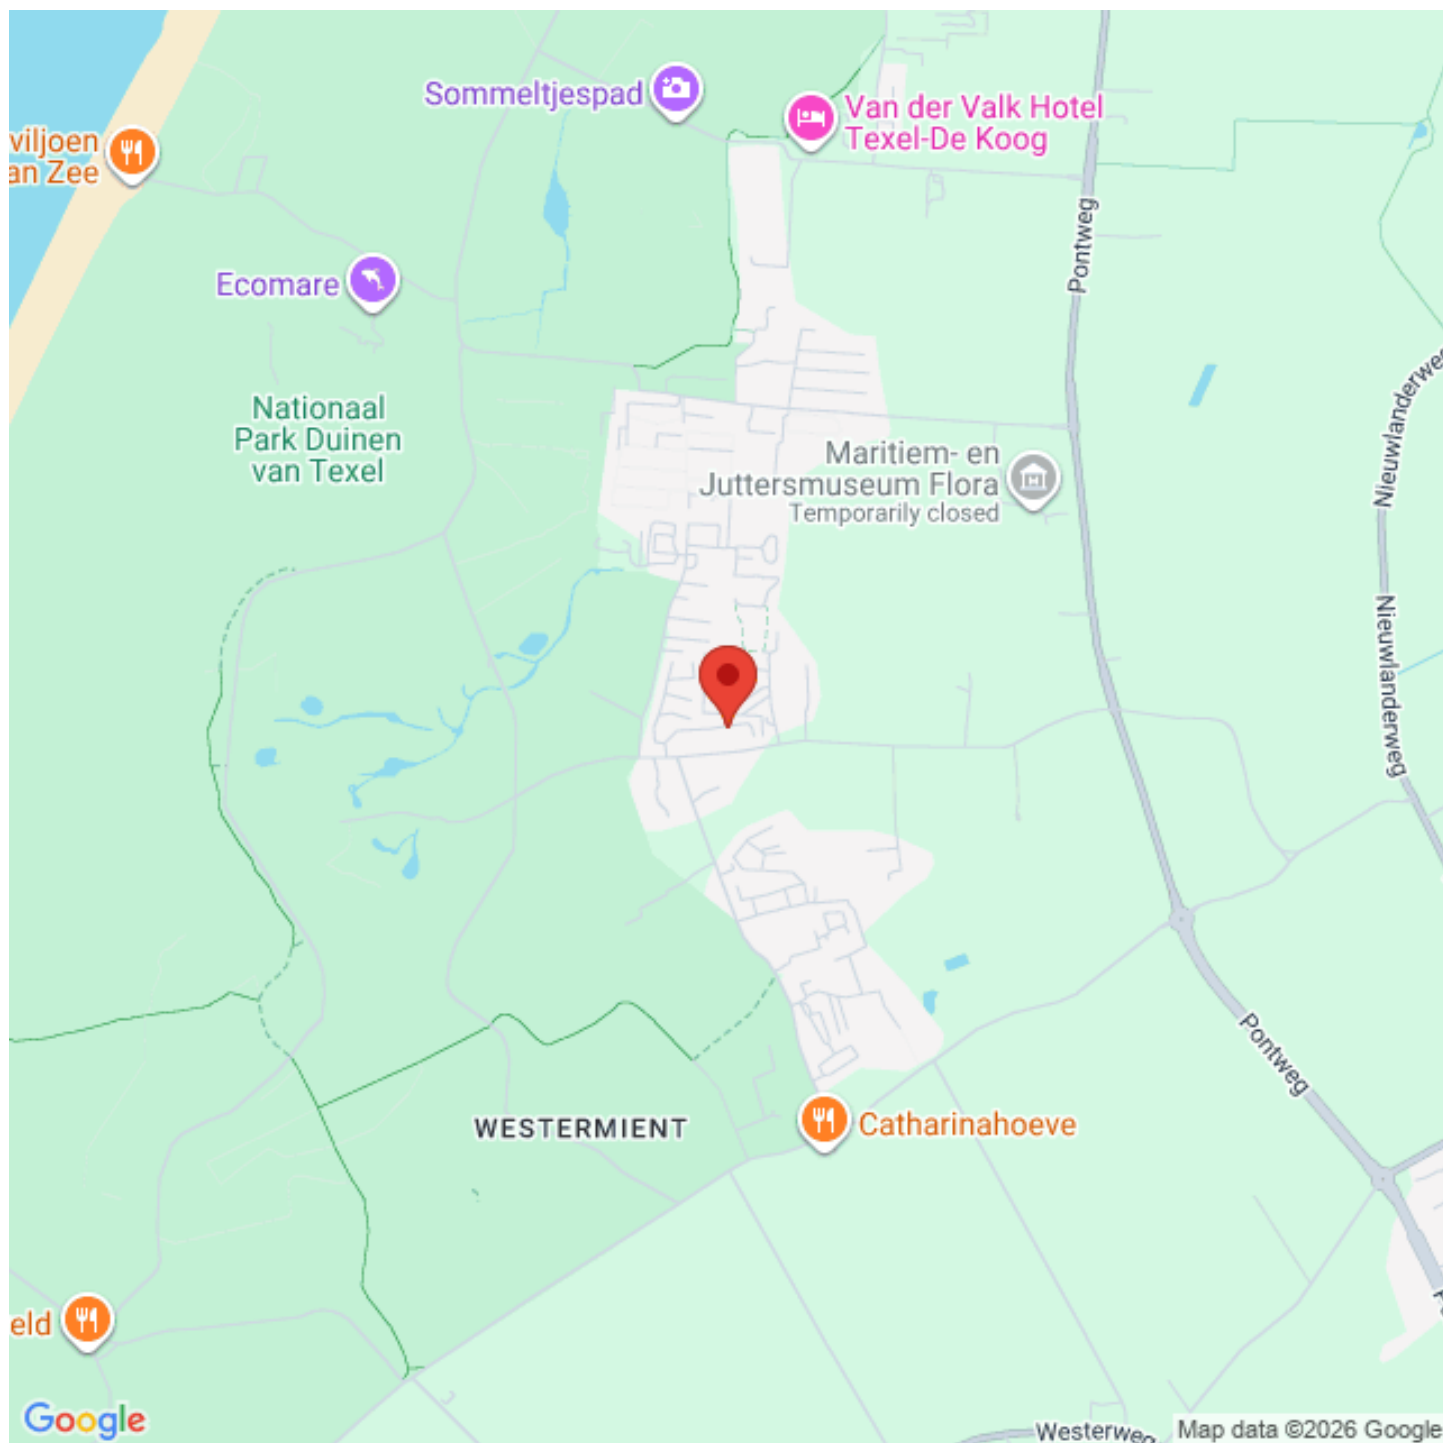 Sommeltjespad
Van der Valk Hotel
Texel-De Koog
viljoen
an Zee
Pontweg
Ecomare
Nationaal
Park Duinen
van Texel
Nieuwlanderweg
Maritiem- en
Juttersmuseum Flora
Temporarily closed
Nieuwlanderweg
Pontweg
WESTERMIENT
Catharinahoeve
eld
Google
Westerweg
Map data ©2026 Google